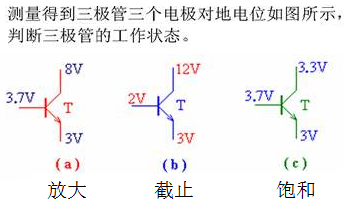 测量得到三极管三个电极对地电位如图所示，
判断三极管的工作状态。
8V
3.7V
T
3V
(a)
放大
12V
2V
T
3V
(b)
截止
3.3V
3.7V
T
3V
(c)
饱和